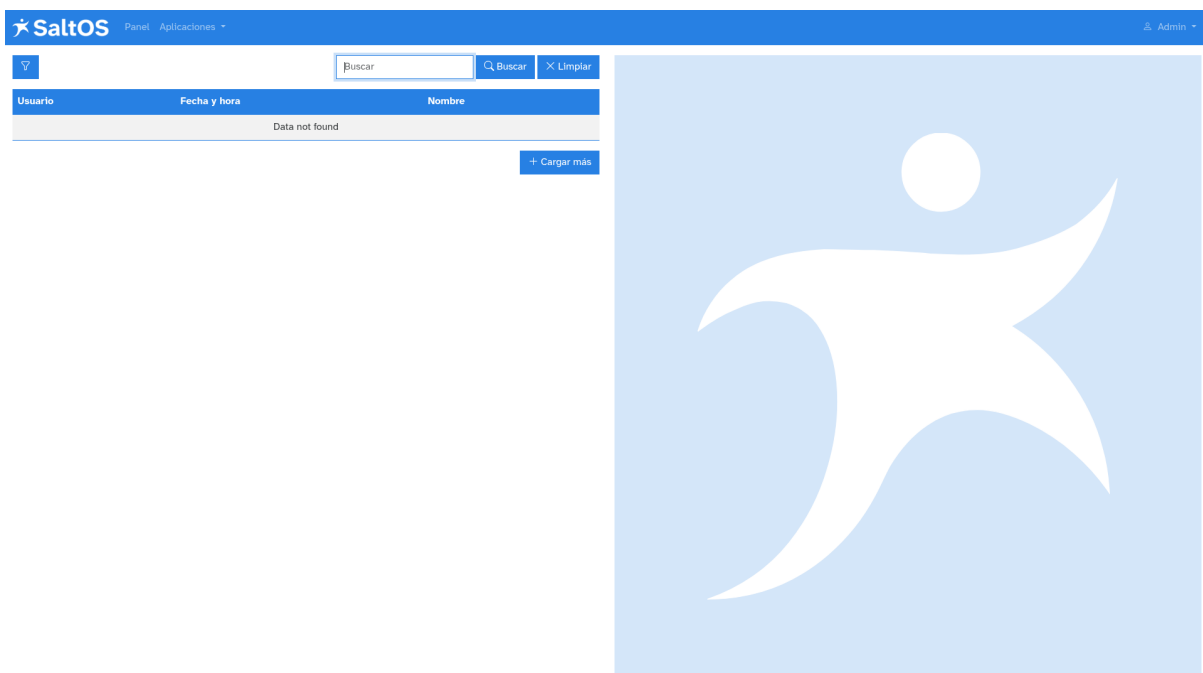 SaltOS Panel Aplicaciones Admin
Buscar Buscar Limpiar
Usuario Fecha y hora Nombre
Data not found
+ Cargar más